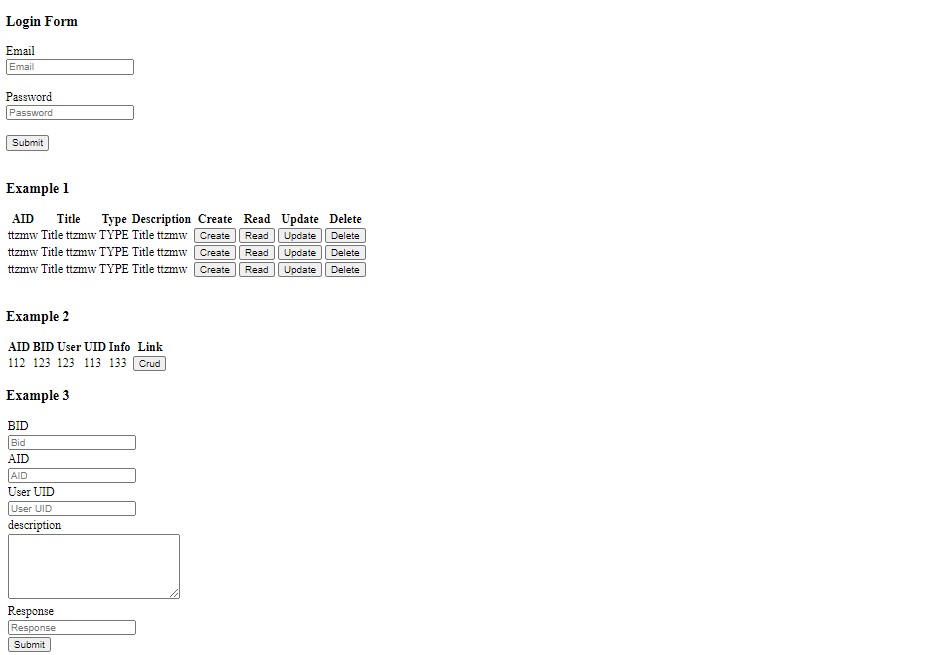 Login Form
Email
Email
Password
Password
Submit
Example 1
AID Title Type Description Create Read Update Delete
ttzmw Title ttzmw TYPE Title ttzmw Create Read Update Delete
ttzmw Title ttzmw TYPE Title ttzmw Create Read Update Delete
ttzmw Title ttzmw TYPE Title ttzmw Create Read Update Delete
Example 2
AID BID User UID Info Link
112 123 123 113 133 Crud
Example 3
BID
Bid
AID
AID
User UID
User UID
description
Response
Response
Submit